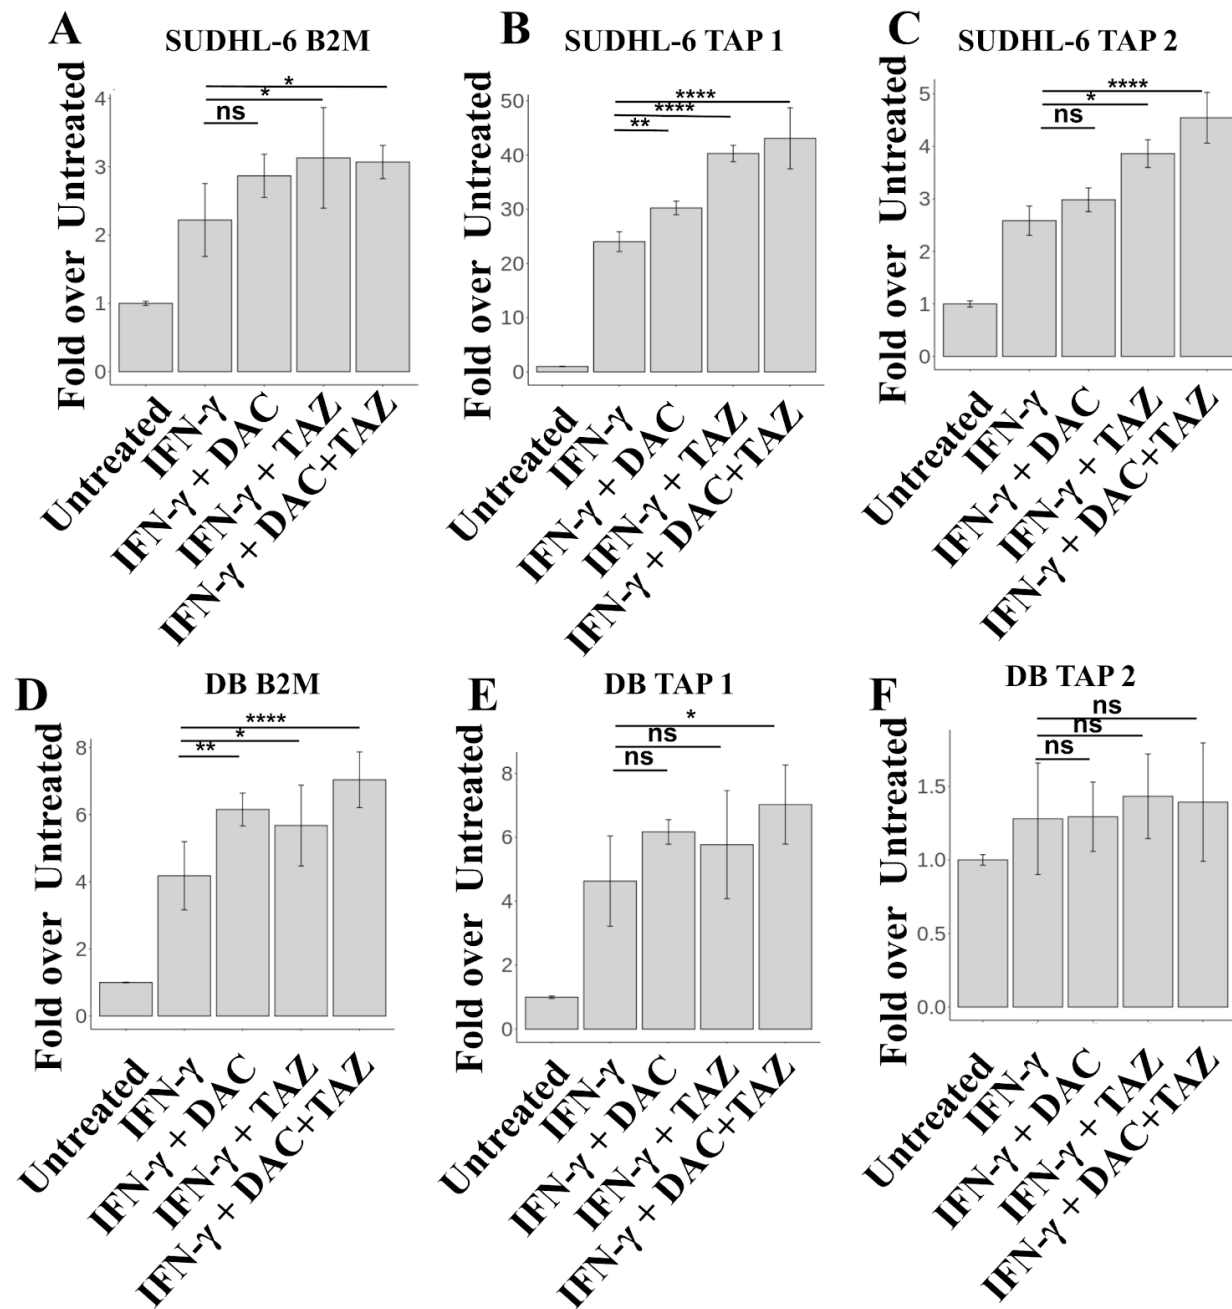 A
SUDHL-6 B2M
Fold over Untreated
4
3
2
1
0
*
*
ns
Untreated
IFN-γ
IFN-γ + DAC
IFN-γ + TAZ
IFN-γ + DAC+TAZ
B
SUDHL-6 TAP 1
Fold over Untreated
50
40
30
20
10
0
****
****
**
Untreated
IFN-γ
IFN-γ + DAC
IFN-γ + TAZ
IFN-γ + DAC+TAZ
C
SUDHL-6 TAP 2
Fold over Untreated
5
4
3
2
1
0
****
*
ns
Untreated
IFN-γ
IFN-γ + DAC
IFN-γ + TAZ
IFN-γ + DAC+TAZ
D
DB B2M
Fold over Untreated
8
6
4
2
0
****
*
**
Untreated
IFN-γ
IFN-γ + DAC
IFN-γ + TAZ
IFN-γ + DAC+TAZ
E
DB TAP 1
Fold over Untreated
8
6
4
2
0
*
ns
ns
Untreated
IFN-γ
IFN-γ + DAC
IFN-γ + TAZ
IFN-γ + DAC+TAZ
F
DB TAP 2
Fold over Untreated
1.5
1.0
0.5
0.0
ns
ns
ns
Untreated
IFN-γ
IFN-γ + DAC
IFN-γ + TAZ
IFN-γ + DAC+TAZ